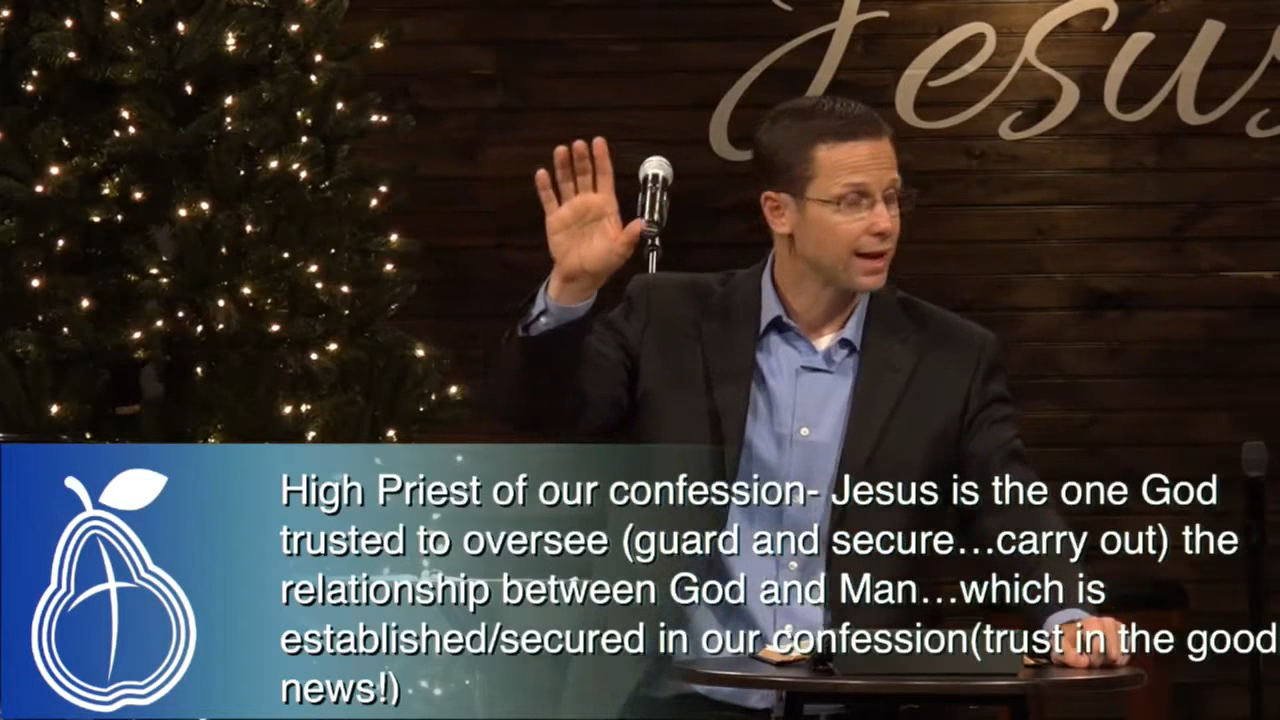 Jesus
High Priest of our confession- Jesus is the one God
trusted to oversee (guard and secure…carry out) the
relationship between God and Man…which is
established/secured in our confession(trust in the good
news!)